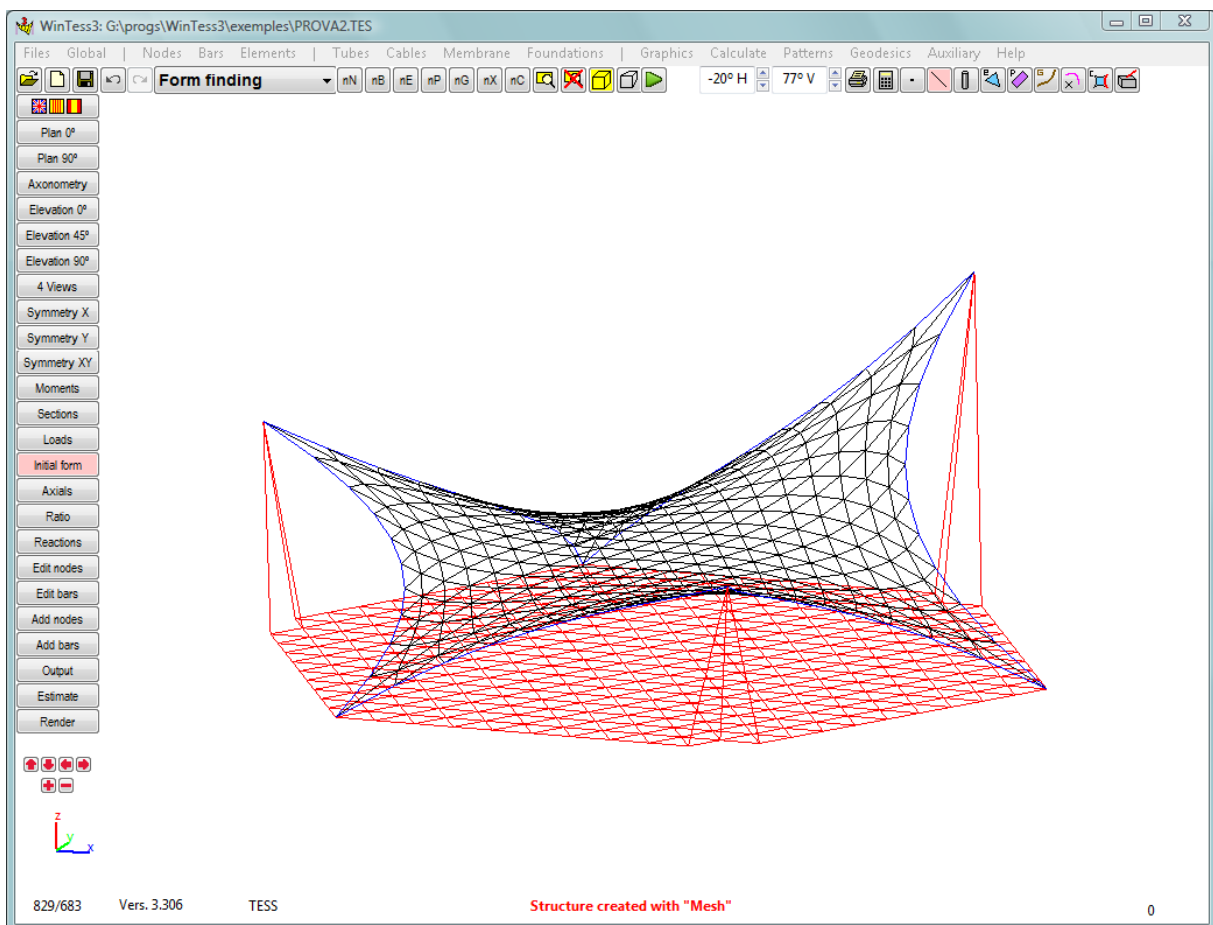 WinTess3: G:\progs\WinTess3\exemples\PROVA2.TES
Files Global | Nodes Bars Elements | Tubes Cables Membrane Foundations | Graphics Calculate Patterns Geodesics Auxiliary Help
Form finding nN nB nE nP nG nX nC -20º H 77º V
Plan 0º
Plan 90º
Axonometry
Elevation 0º
Elevation 45º
Elevation 90º
4 Views
Symmetry X
Symmetry Y
Symmetry XY
Moments
Sections
Loads
Initial form
Axials
Ratio
Reactions
Edit nodes
Edit bars
Add nodes
Add bars
Output
Estimate
Render
z
y
x
829/683 Vers. 3.306 TESS Structure created with "Mesh" 0